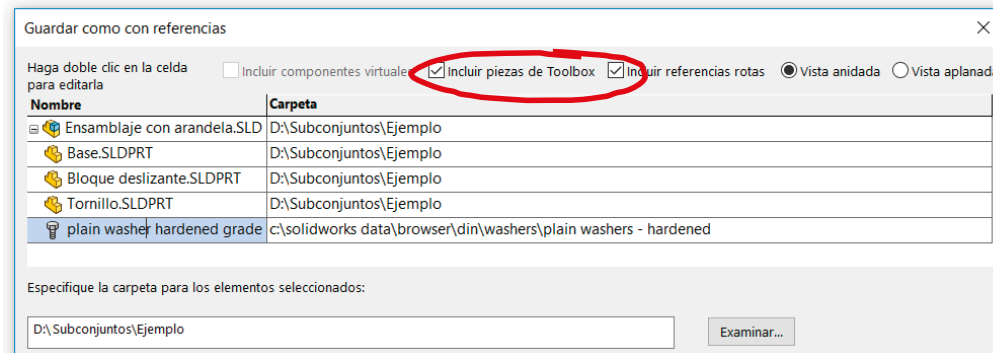 Guardar como con referencias
Haga doble clic en la celda
para editarla
Incluir componentes virtuale Incluir piezas de Toolbox Incluir referencias rotas Vista anidada Vista aplanad
Nombre Carpeta
Ensamblaje con arandela.SLD D:\Subconjuntos\Ejemplo
Base.SLDPRT D:\Subconjuntos\Ejemplo
Bloque deslizante.SLDPRT D:\Subconjuntos\Ejemplo
Tornillo.SLDPRT D:\Subconjuntos\Ejemplo
plain washer hardened grade c:\solidworks data\browser\din\washers\plain washers - hardened
Especifique la carpeta para los elementos seleccionados:
D:\Subconjuntos\Ejemplo Examinar...